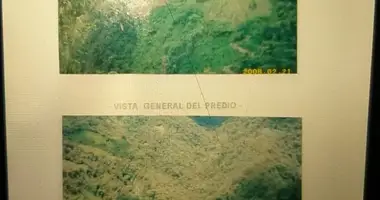 2008.02.21
- VISTA GENERAL DEL PREDIO -